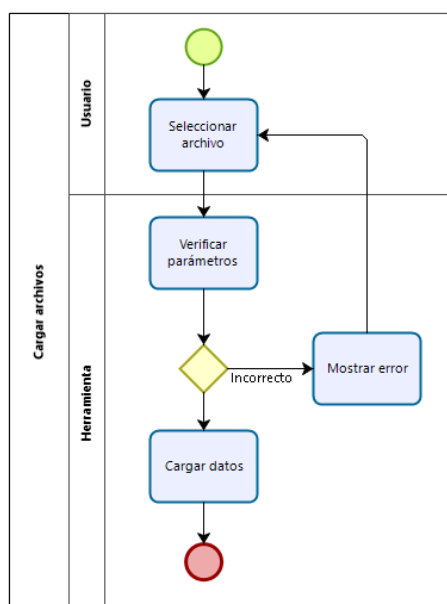 Cargar archivos
Usuario
Seleccionar
archivo
Herramienta
Verificar
parámetros
Incorrecto
Mostrar error
Cargar datos